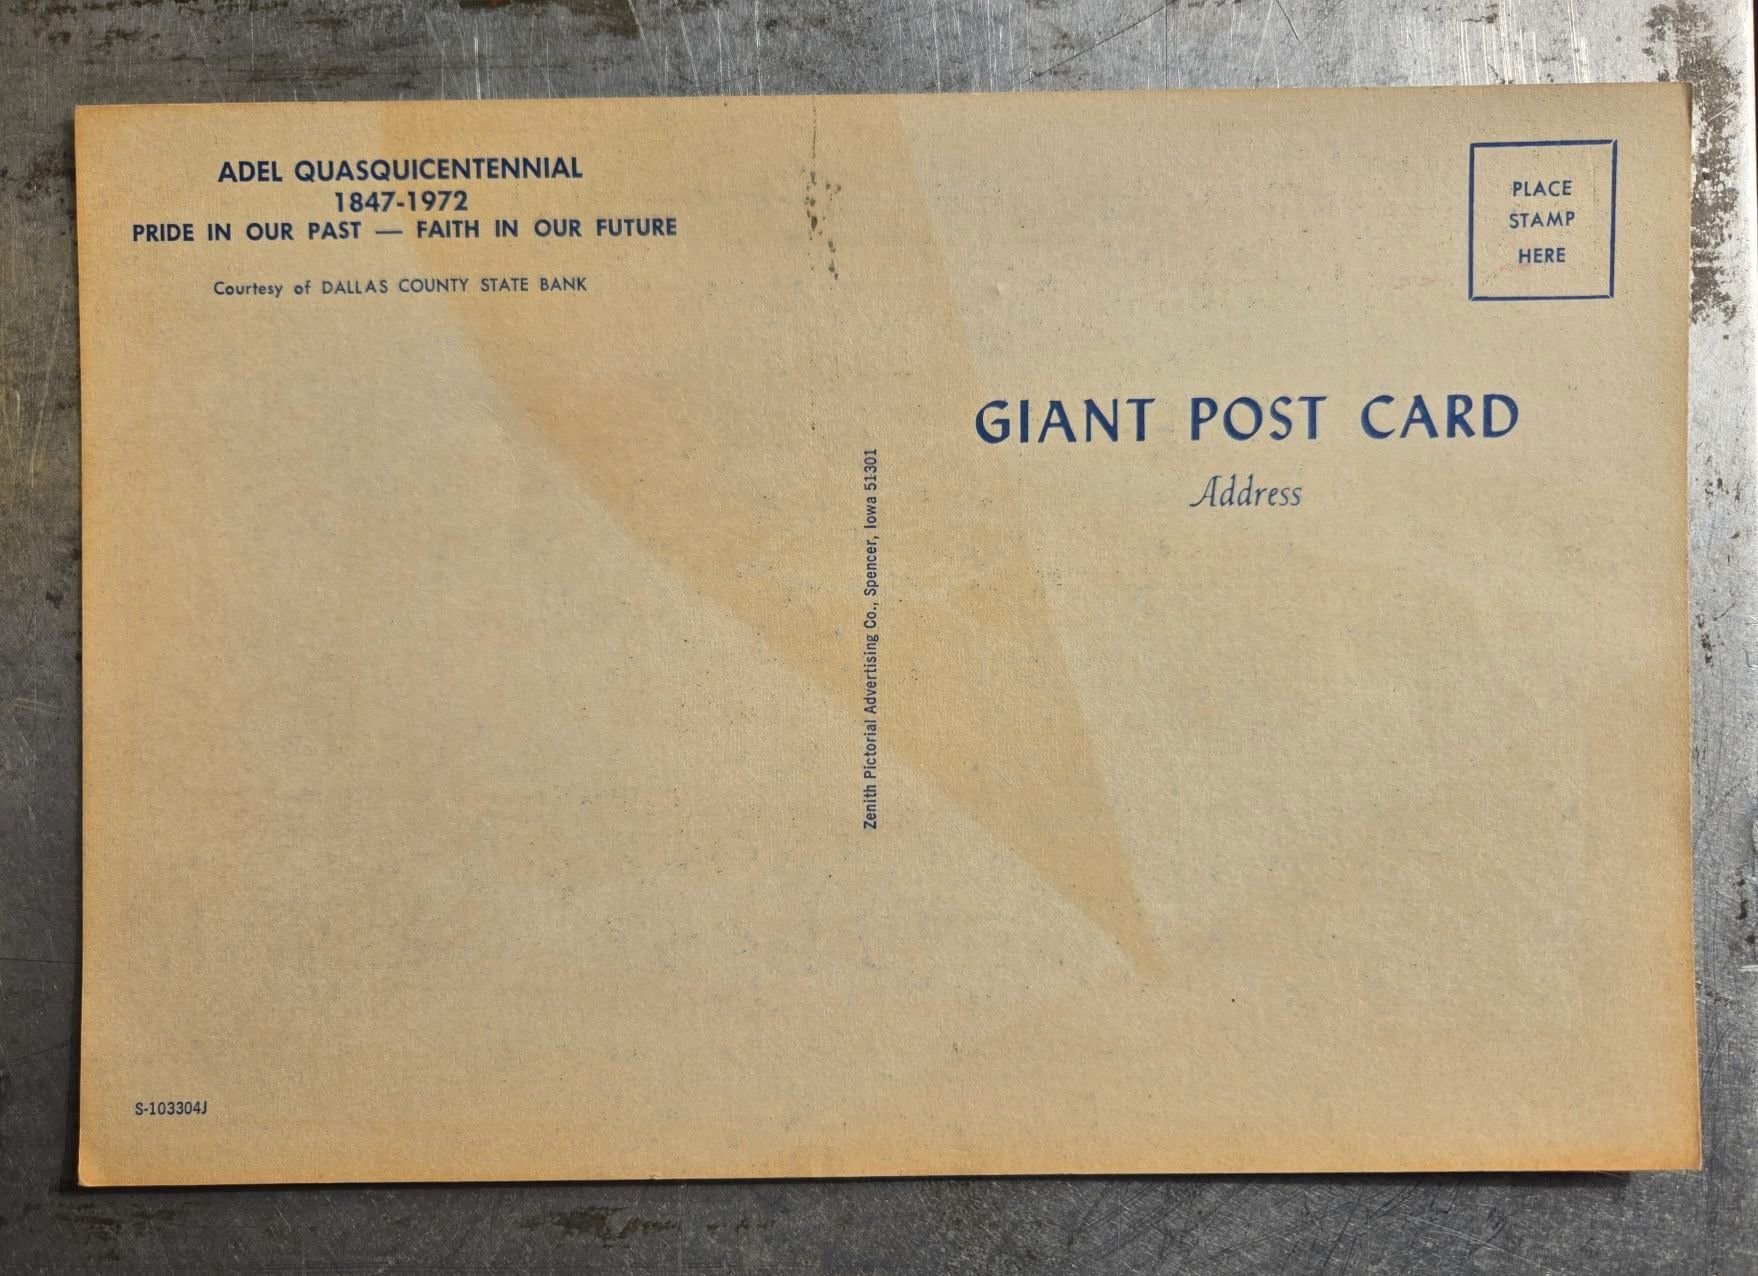 ADEL QUASQUICENTENNIAL
1847-1972
PRIDE IN OUR PAST — FAITH IN OUR FUTURE
Courtesy of DALLAS COUNTY STATE BANK
S-103304J
Zenith Pictorial Advertising Co., Spencer, Iowa 51301
PLACE
STAMP
HERE
GIANT POST CARD
Address